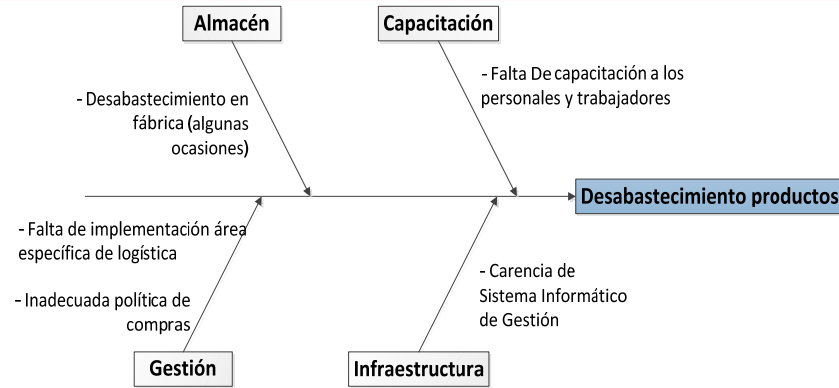 Almacén
Capacitación
- Desabastecimiento en
fábrica (algunas
ocasiones)
- Falta De capacitación a los
personales y trabajadores
Desabastecimiento productos
- Falta de implementación área
específica de logística
- Inadecuada política de
compras
- Carencia de
Sistema Informático
de Gestión
Gestión
Infraestructura